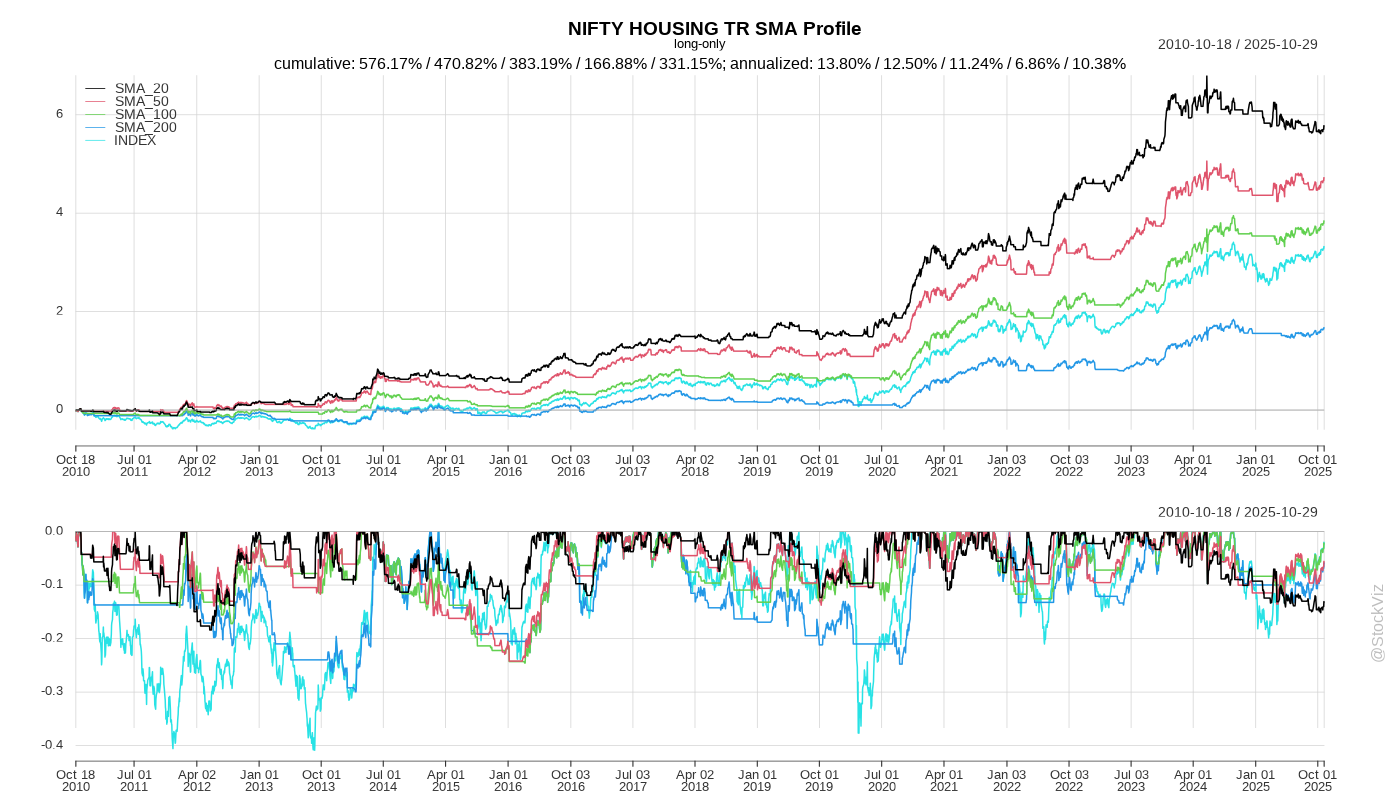 NIFTY HOUSING TR SMA Profile
long-only
2010-10-18 / 2025-10-29
cumulative: 576.17% / 470.82% / 383.19% / 166.88% / 331.15%; annualized: 13.80% / 12.50% / 11.24% / 6.86% / 10.38%
SMA_20
SMA_50
SMA_100
SMA_200
INDEX
6
4
2
0
Oct 18 Jul 01 Apr 02 Jan 01 Oct 01 Jul 01 Apr 01 Jan 01 Oct 03 Jul 03 Apr 02 Jan 01 Oct 01 Jul 01 Apr 01 Jan 03 Oct 03 Jul 03 Apr 01 Jan 01 Oct 01
2010 2011 2012 2013 2013 2014 2015 2016 2016 2017 2018 2019 2019 2020 2021 2022 2022 2023 2024 2025 2025
2010-10-18 / 2025-10-29
0.0
-0.1
-0.2
-0.3
-0.4
Oct 18 Jul 01 Apr 02 Jan 01 Oct 01 Jul 01 Apr 01 Jan 01 Oct 03 Jul 03 Apr 02 Jan 01 Oct 01 Jul 01 Apr 01 Jan 03 Oct 03 Jul 03 Apr 01 Jan 01 Oct 01
2010 2011 2012 2013 2013 2014 2015 2016 2016 2017 2018 2019 2019 2020 2021 2022 2022 2023 2024 2025 2025
@StockViz